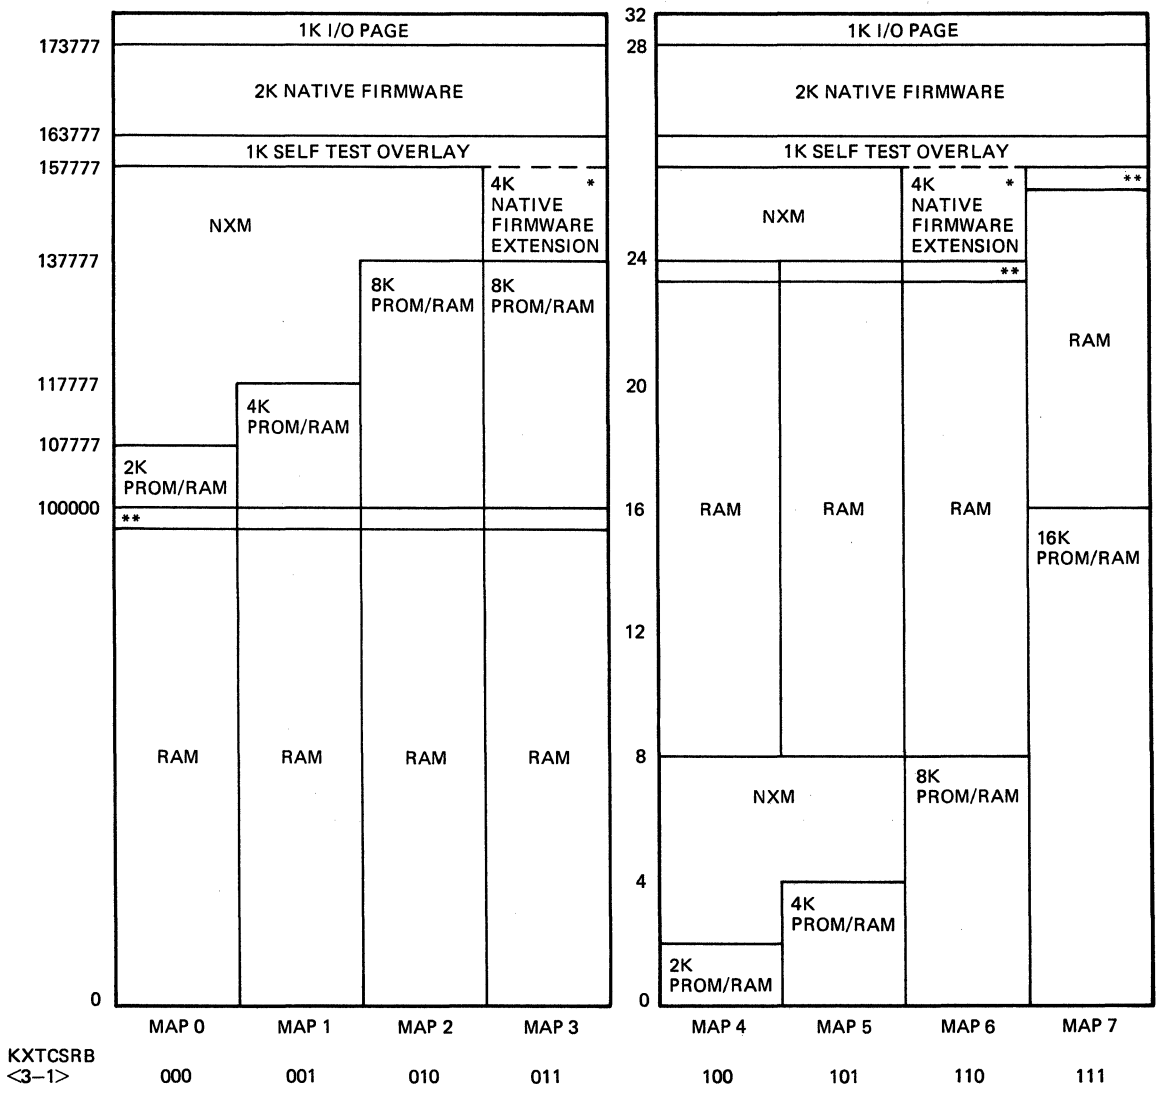 32
1K I/O PAGE
1K I/O PAGE
173777
28
2K NATIVE FIRMWARE
2K NATIVE FIRMWARE
163777
1K SELF TEST OVERLAY
1K SELF TEST OVERLAY
157777
4K *
NATIVE
FIRMWARE
EXTENSION
4K *
NATIVE
FIRMWARE
EXTENSION
**
NXM
NXM
137777
24
**
8K
PROM/RAM
8K
PROM/RAM
RAM
117777
20
4K
PROM/RAM
107777
2K
PROM/RAM
100000
16
**
RAM
RAM
RAM
16K
PROM/RAM
12
RAM
RAM
RAM
RAM
8
NXM
8K
PROM/RAM
4
4K
PROM/RAM
2K
PROM/RAM
0
0
MAP 0 MAP 1 MAP 2 MAP 3 MAP 4 MAP 5 MAP 6 MAP 7
KXTCSRB
<3–1> 000 001 010 011 100 101 110 111